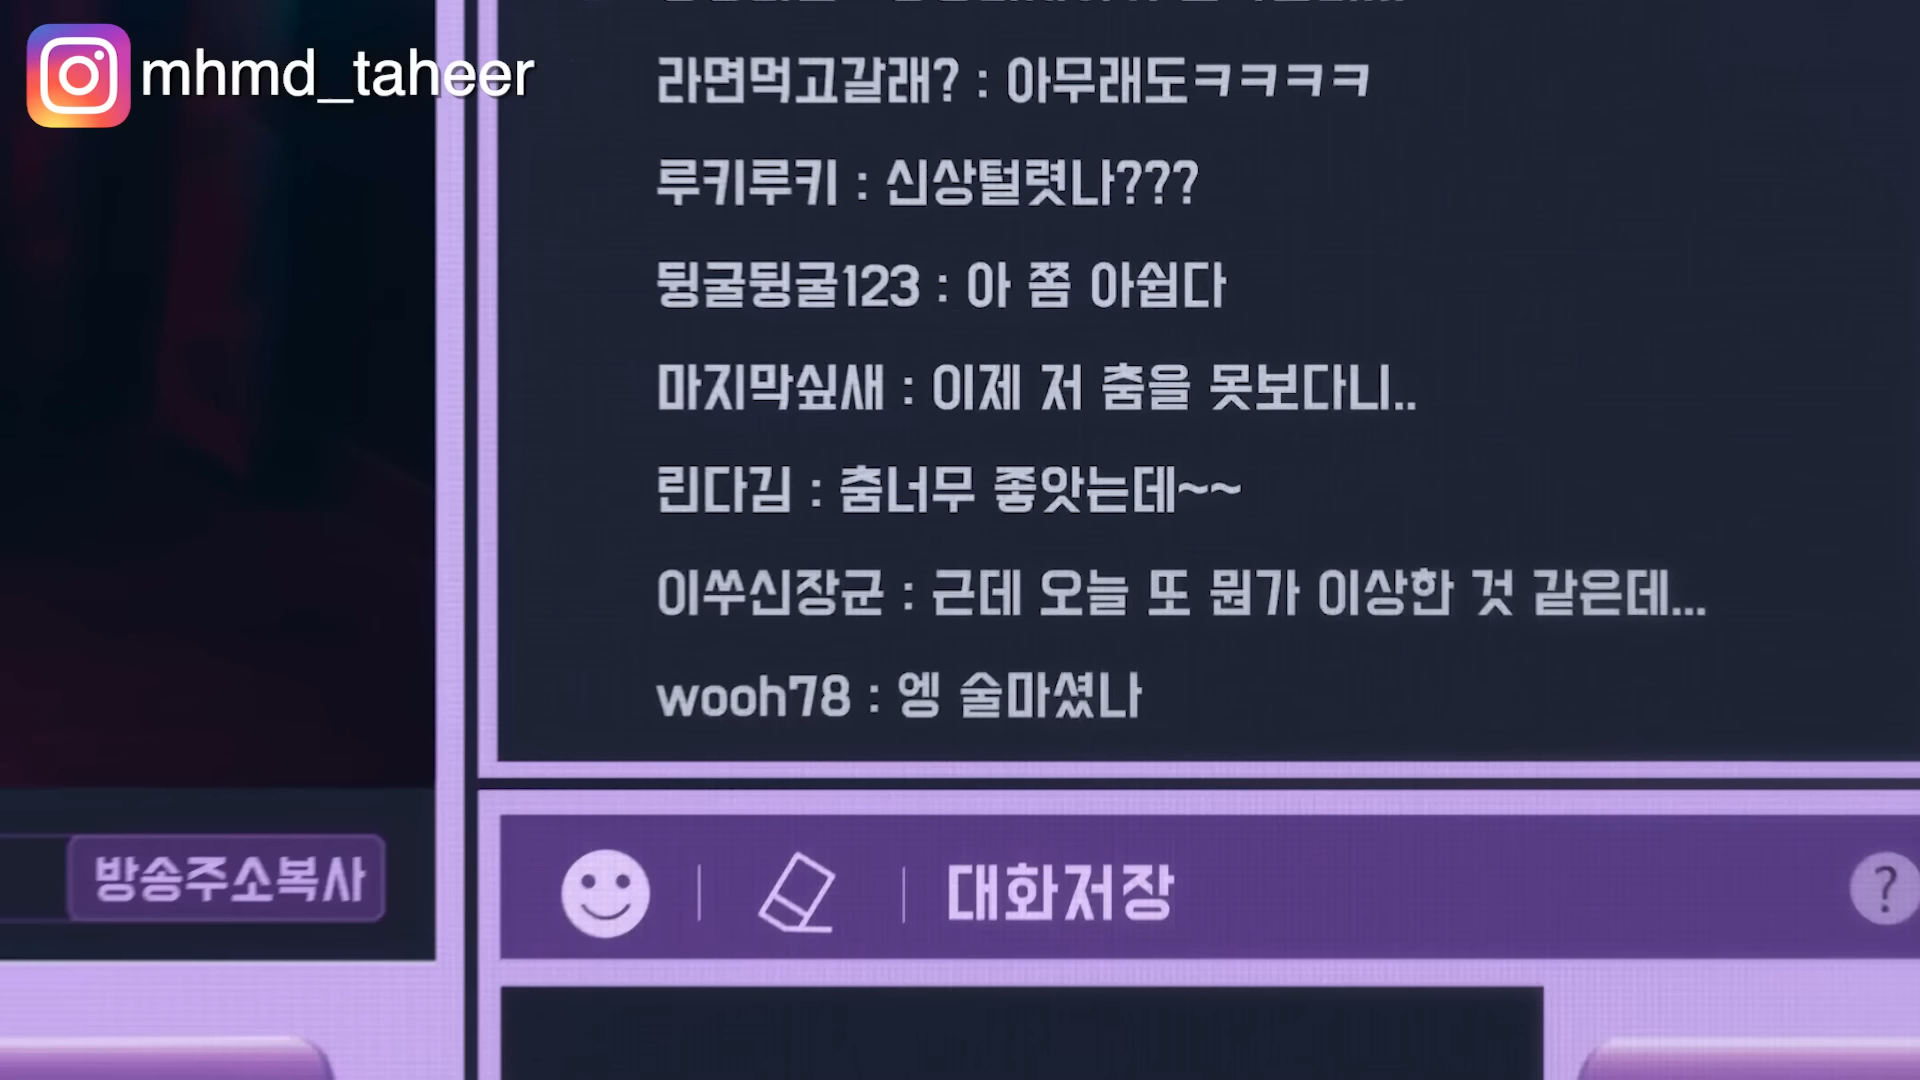 mhmd_taheer
라면먹고갈래? : 아무래도ㅋㅋㅋㅋ
루키루키 : 신상털렷나???
뒹굴뒹굴123 : 아 쫌 아쉽다
마지막싶새 : 이제 저 춤을 못보다니..
린다김 : 춤너무 좋앗는데~~
이쑤신장군 : 근데 오늘 또 뭔가 이상한 것 같은데...
wooh78 : 엥 술마셨나
방송주소복사
대화저장
?